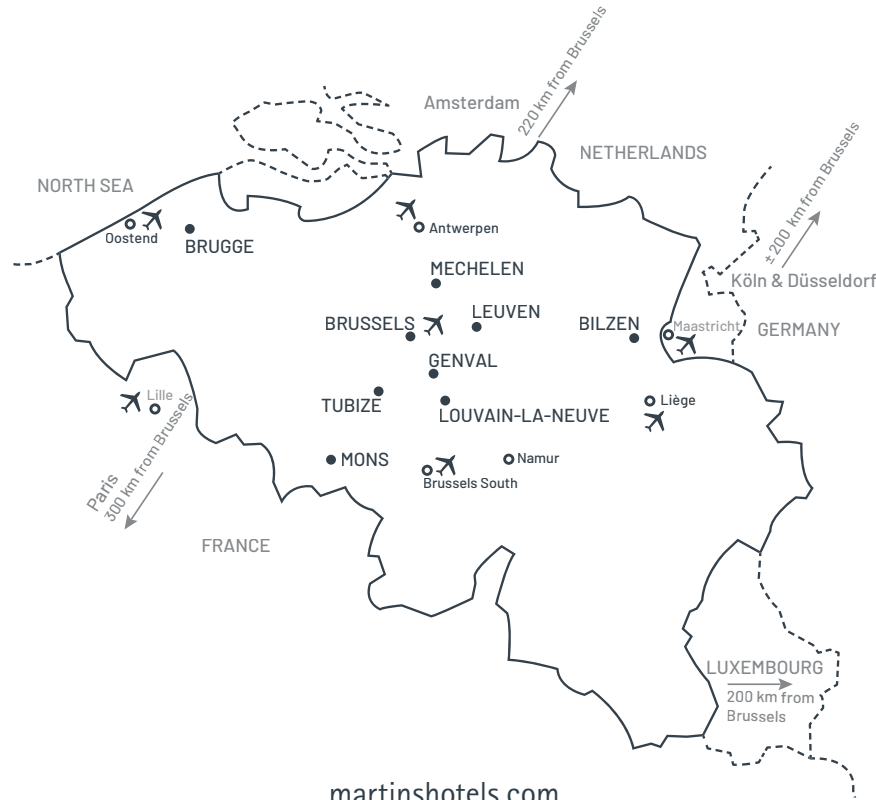 220 km from Brussels
Amsterdam
NETHERLANDS
NORTH SEA
± 200 km from Brussels
Oostend
BRUGGE
Antwerpen
MECHELEN
Köln & Düsseldorf
LEUVEN
BRUSSELS
BILZEN
Maastricht
GERMANY
GENVAL
Lille
TUBIZE
LOUVAIN-LA-NEUVE
Liège
Paris
300 km from Brussels
MONS
Namur
Brussels South
FRANCE
LUXEMBOURG
200 km from
Brussels
martinshotels.com